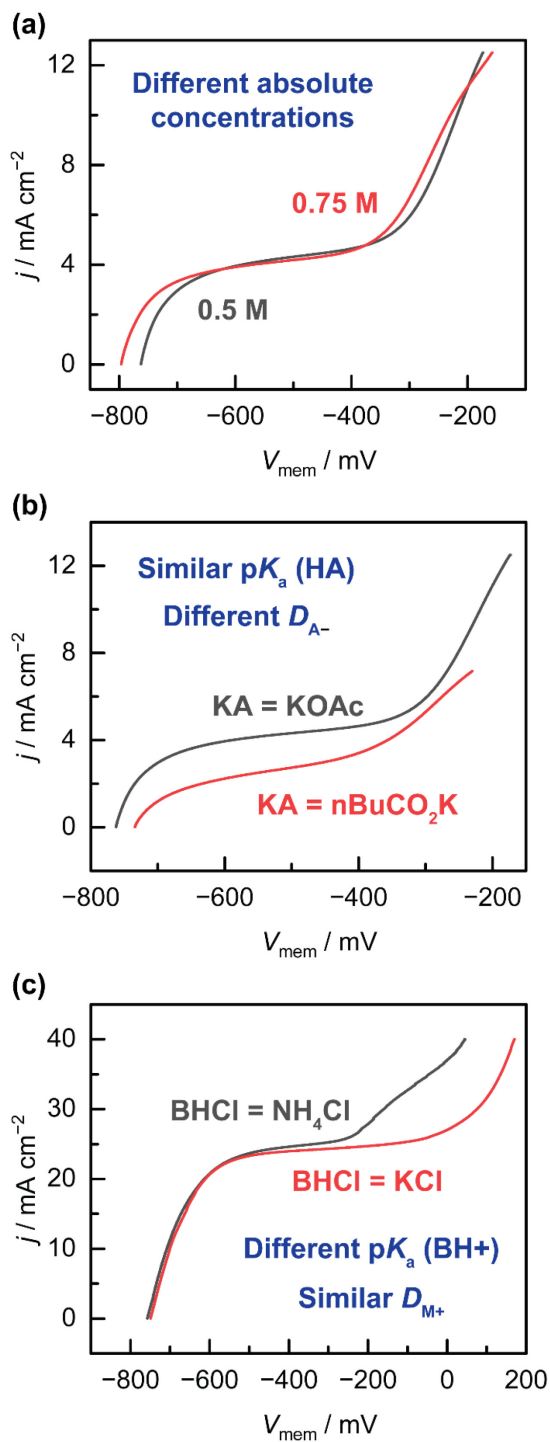 (a)
12
8
4
0
j / mA cm⁻²
Different absolute
concentrations
0.75 M
0.5 M
−800
−600
−400
−200
Vmem / mV
(b)
12
8
4
0
j / mA cm⁻²
Similar pKa (HA)
Different DA−
KA = KOAc
KA = nBuCO₂K
−800
−600
−400
−200
Vmem / mV
(c)
40
30
20
10
0
j / mA cm⁻²
BHCl = NH₄Cl
BHCl = KCl
Different pKa (BH+)
Similar DM+
−800
−600
−400
−200
0
200
Vmem / mV